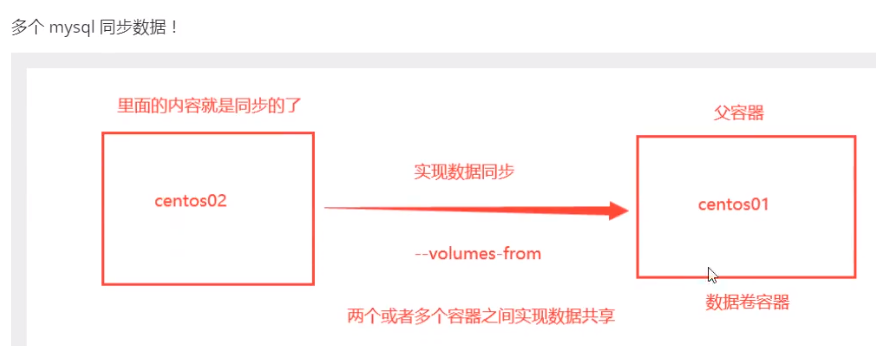 多个 mysql 同步数据！
里面的内容就是同步的了
父容器
实现数据同步
centos02
centos01
--volumes-from
数据卷容器
两个或者多个容器之间实现数据共享